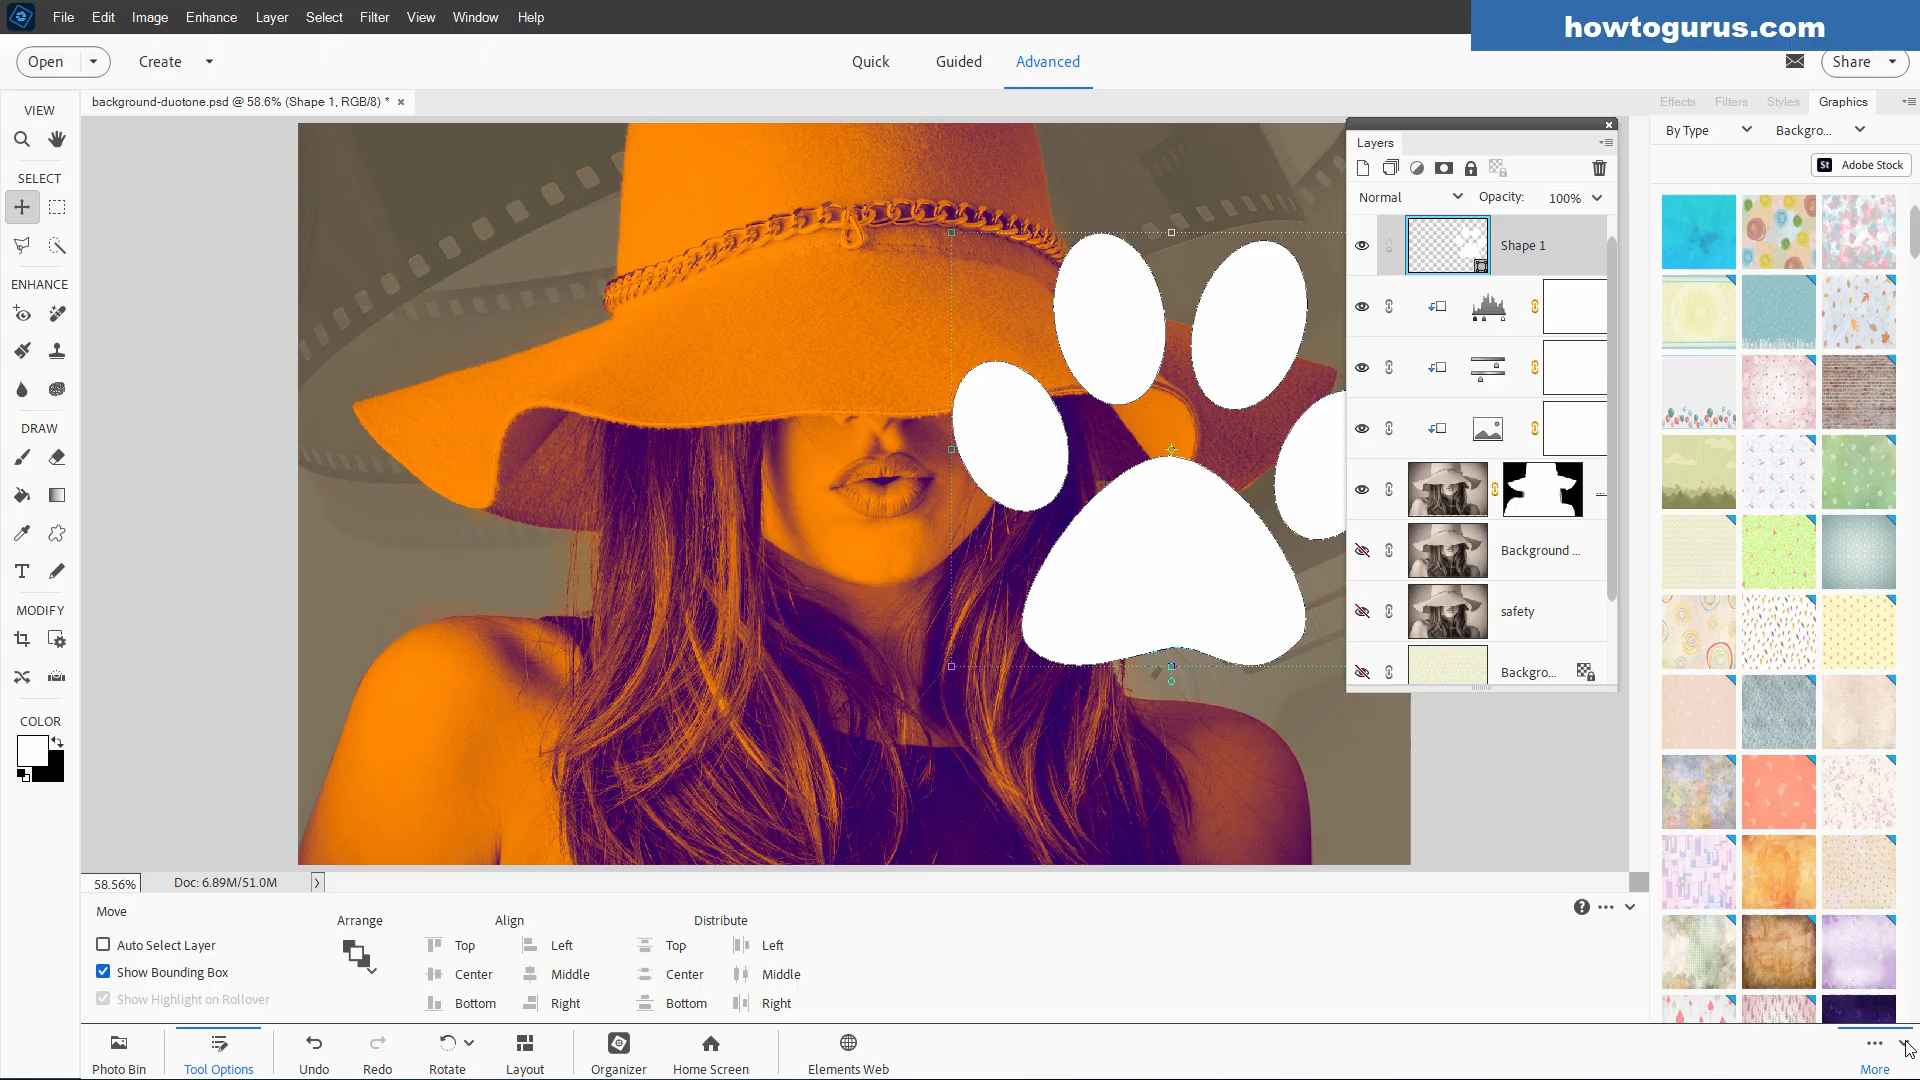 File Edit Image Enhance Layer Select Filter View Window Help
howtogurus.com
Open Create Quick Guided Advanced Share
background-duotone.psd @ 58.6% (Shape 1, RGB/8) *
Effects Filters Styles Graphics
By Type Backgro...
St Adobe Stock
VIEW
SELECT
ENHANCE
DRAW
T
MODIFY
COLOR
Layers
Normal Opacity: 100%
Shape 1
...
Background ...
safety
Backgro...
58.56% Doc: 6.89M/51.0M
Move
Auto Select Layer
Show Bounding Box
Show Highlight on Rollover
Arrange
Align
Top Left
Center Middle
Bottom Right
Distribute
Top Left
Center Middle
Bottom Right
Photo Bin Tool Options Undo Redo Rotate Layout Organizer Home Screen Elements Web More